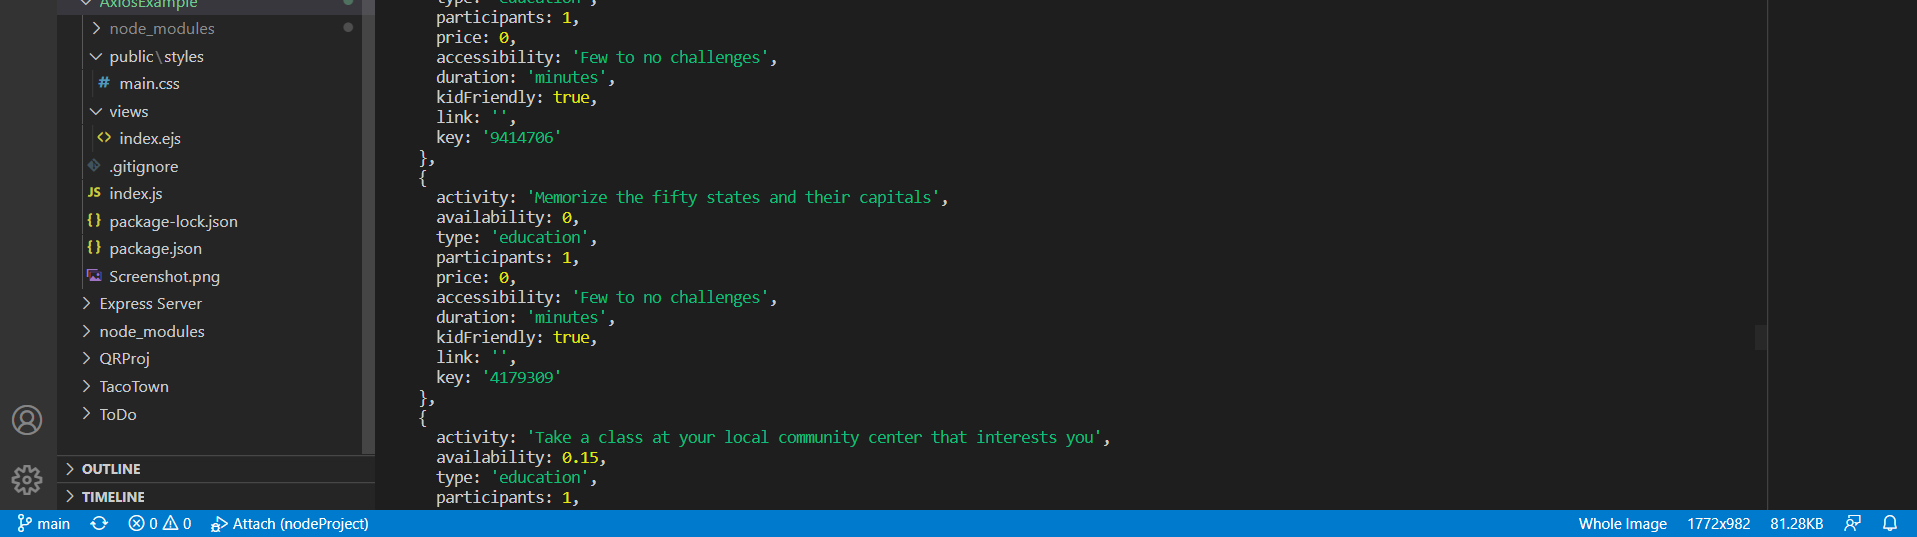 AxiosExample
node_modules
public\styles
# main.css
views
<> index.ejs
.gitignore
JS index.js
{} package-lock.json
{} package.json
Screenshot.png
Express Server
node_modules
QRProj
TacoTown
ToDo
OUTLINE
TIMELINE
type: 'education',
participants: 1,
price: 0,
accessibility: 'Few to no challenges',
duration: 'minutes',
kidFriendly: true,
link: '',
key: '9414706'
},
{
activity: 'Memorize the fifty states and their capitals',
availability: 0,
type: 'education',
participants: 1,
price: 0,
accessibility: 'Few to no challenges',
duration: 'minutes',
kidFriendly: true,
link: '',
key: '4179309'
},
{
activity: 'Take a class at your local community center that interests you',
availability: 0.15,
type: 'education',
participants: 1,
main 0 0 Attach (nodeProject) Whole Image 1772x982 81.28KB